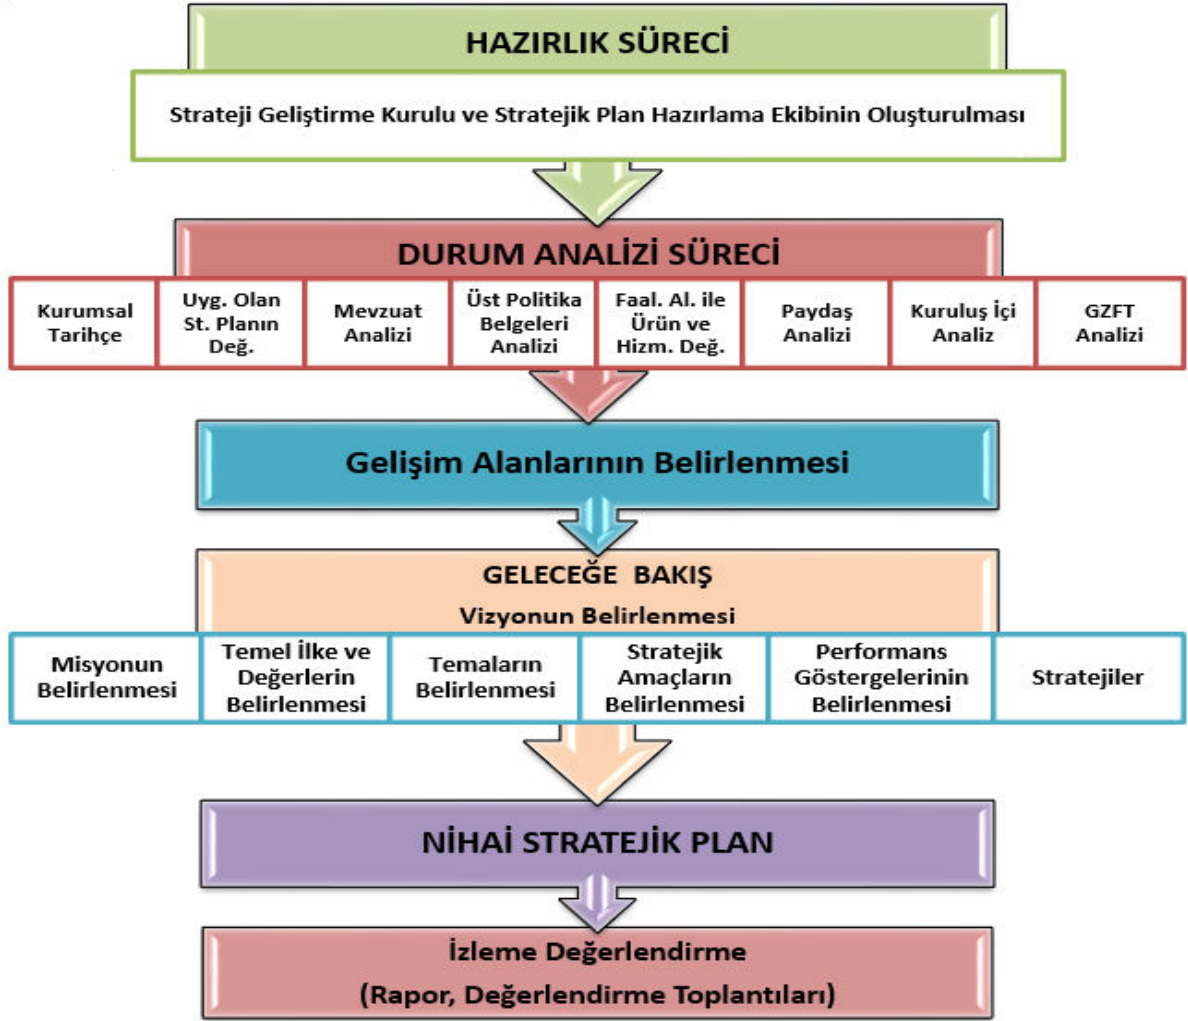 HAZIRLIK SÜRECİ
Strateji Geliştirme Kurulu ve Stratejik Plan Hazırlama Ekibinin Oluşturulması
DURUM ANALİZİ SÜRECİ
Kurumsal
Tarihçe
Uyg. Olan
St. Planın
Değ.
Mevzuat
Analizi
Üst Politika
Belgeleri
Analizi
Faal. Al. ile
Ürün ve
Hizm. Değ.
Paydaş
Analizi
Kuruluş İçi
Analiz
GZFT
Analizi
Gelişim Alanlarının Belirlenmesi
GELECEĞE BAKIŞ
Vizyonun Belirlenmesi
Misyonun
Belirlenmesi
Temel İlke ve
Değerlerin
Belirlenmesi
Temaların
Belirlenmesi
Stratejik
Amaçların
Belirlenmesi
Performans
Göstergelerinin
Belirlenmesi
Stratejiler
NİHAİ STRATEJİK PLAN
İzleme Değerlendirme
(Rapor, Değerlendirme Toplantıları)